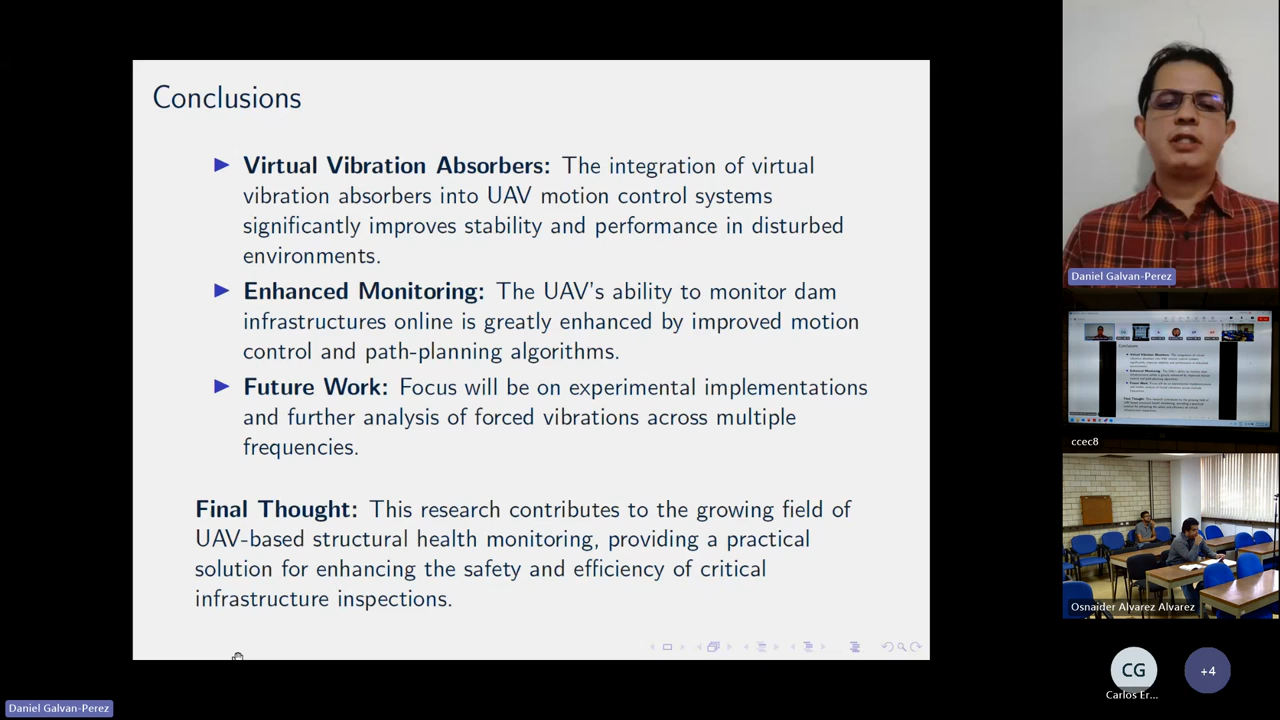 Conclusions
Virtual Vibration Absorbers: The integration of virtual
vibration absorbers into UAV motion control systems
significantly improves stability and performance in disturbed
environments.
Enhanced Monitoring: The UAV's ability to monitor dam
infrastructures online is greatly enhanced by improved motion
control and path-planning algorithms.
Future Work: Focus will be on experimental implementations
and further analysis of forced vibrations across multiple
frequencies.
Final Thought: This research contributes to the growing field of
UAV-based structural health monitoring, providing a practical
solution for enhancing the safety and efficiency of critical
infrastructure inspections.
Daniel Galvan-Perez
Daniel Galvan-Perez
ccec8
Osnaider Alvarez Alvarez
CG
+4
Carlos Er...